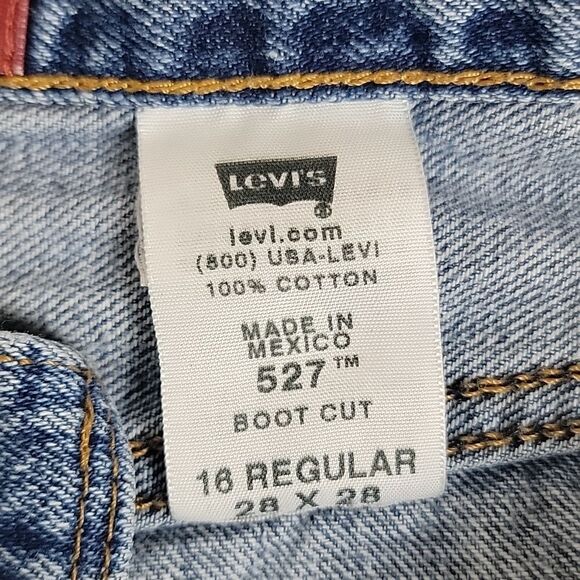 LEVI'S
®
levi.com
(800) USA-LEVI
100% COTTON
MADE IN
MEXICO
527™
BOOT CUT
16 REGULAR
28 X 28